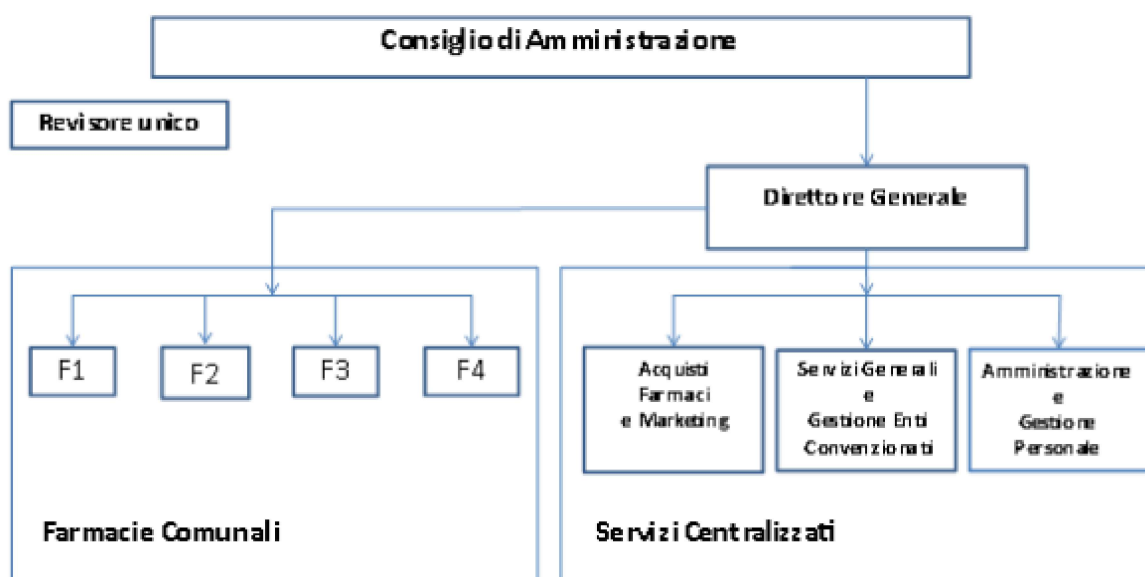 Consiglio di Amministrazione
Revisore unico
Direttore Generale
F1
F2
F3
F4
Acquisti
Farmaci
e Marketing
Servizi Generali
e
Gestione Enti
Convenzionati
Amministrazione
e
Gestione
Personale
Farmacie Comunali
Servizi Centralizzati